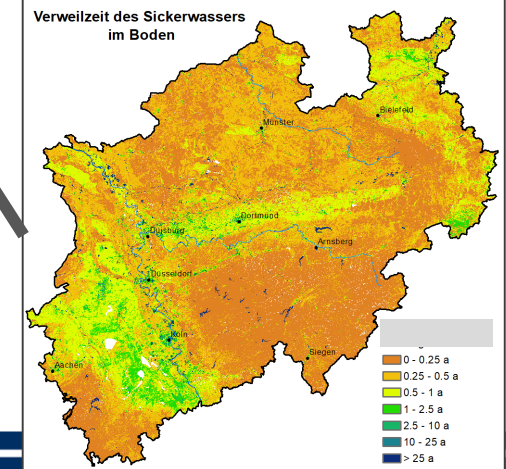 Verweilzeit des Sickerwassers
im Boden
Bielefeld
Münster
Dortmund
Duisburg
Arnsberg
Düsseldorf
Köln
Siegen
Aachen
0 - 0.25 a
0.25 - 0.5 a
0.5 - 1 a
1 - 2.5 a
2.5 - 10 a
10 - 25 a
> 25 a